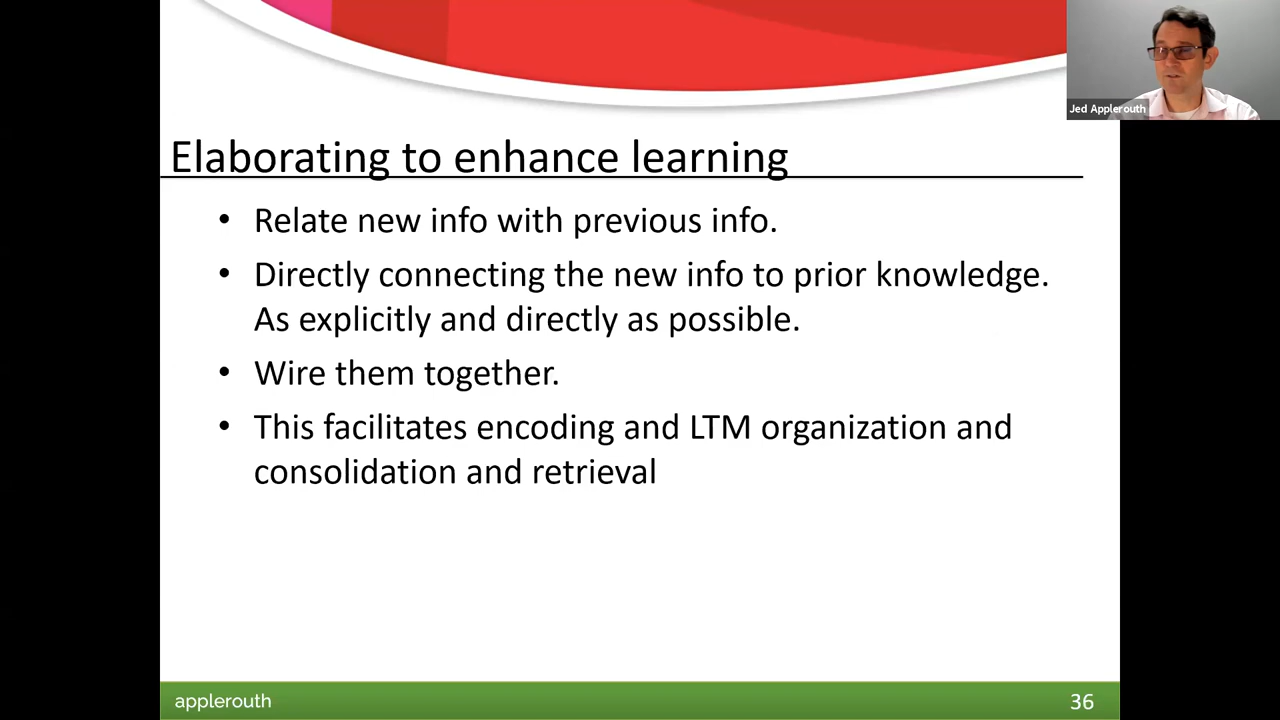 Jed Applerouth
Elaborating to enhance learning
• Relate new info with previous info.
• Directly connecting the new info to prior knowledge.
As explicitly and directly as possible.
• Wire them together.
• This facilitates encoding and LTM organization and
consolidation and retrieval
applerouth
36